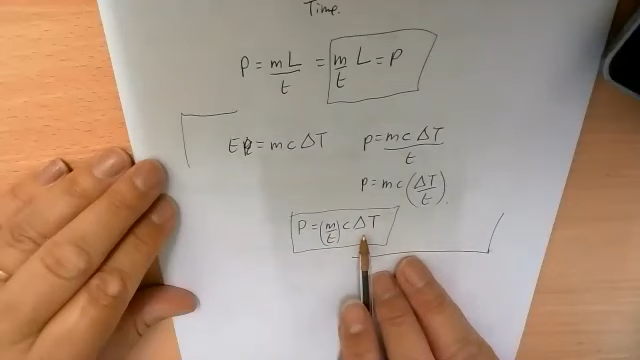 Time.
P = mL/t = m/t L = P
E = mcΔT P = mcΔT/t
P = mc(ΔT/t).
P = (m/t) cΔT